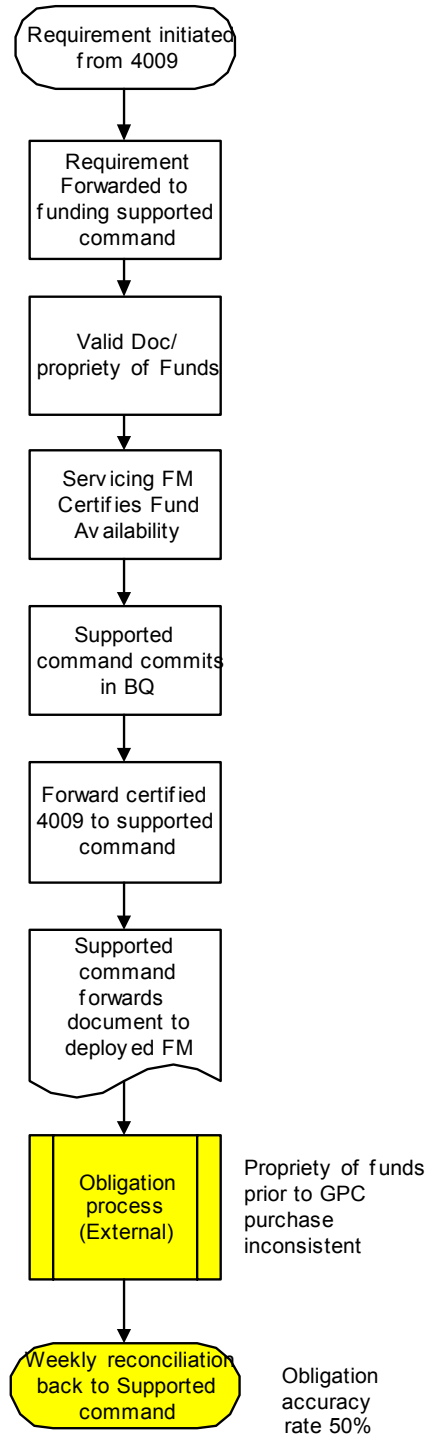 Requirement initiated
from 4009
Requirement
Forwarded to
funding supported
command
Valid Doc/
propriety of Funds
Servicing FM
Certifies Fund
Availability
Supported
command commits
in BQ
Forward certified
4009 to supported
command
Supported
command
forwards
document to
deployed FM
Obligation
process
(External)
Propriety of funds
prior to GPC
purchase
inconsistent
Weekly reconciliation
back to Supported
command
Obligation
accuracy
rate 50%